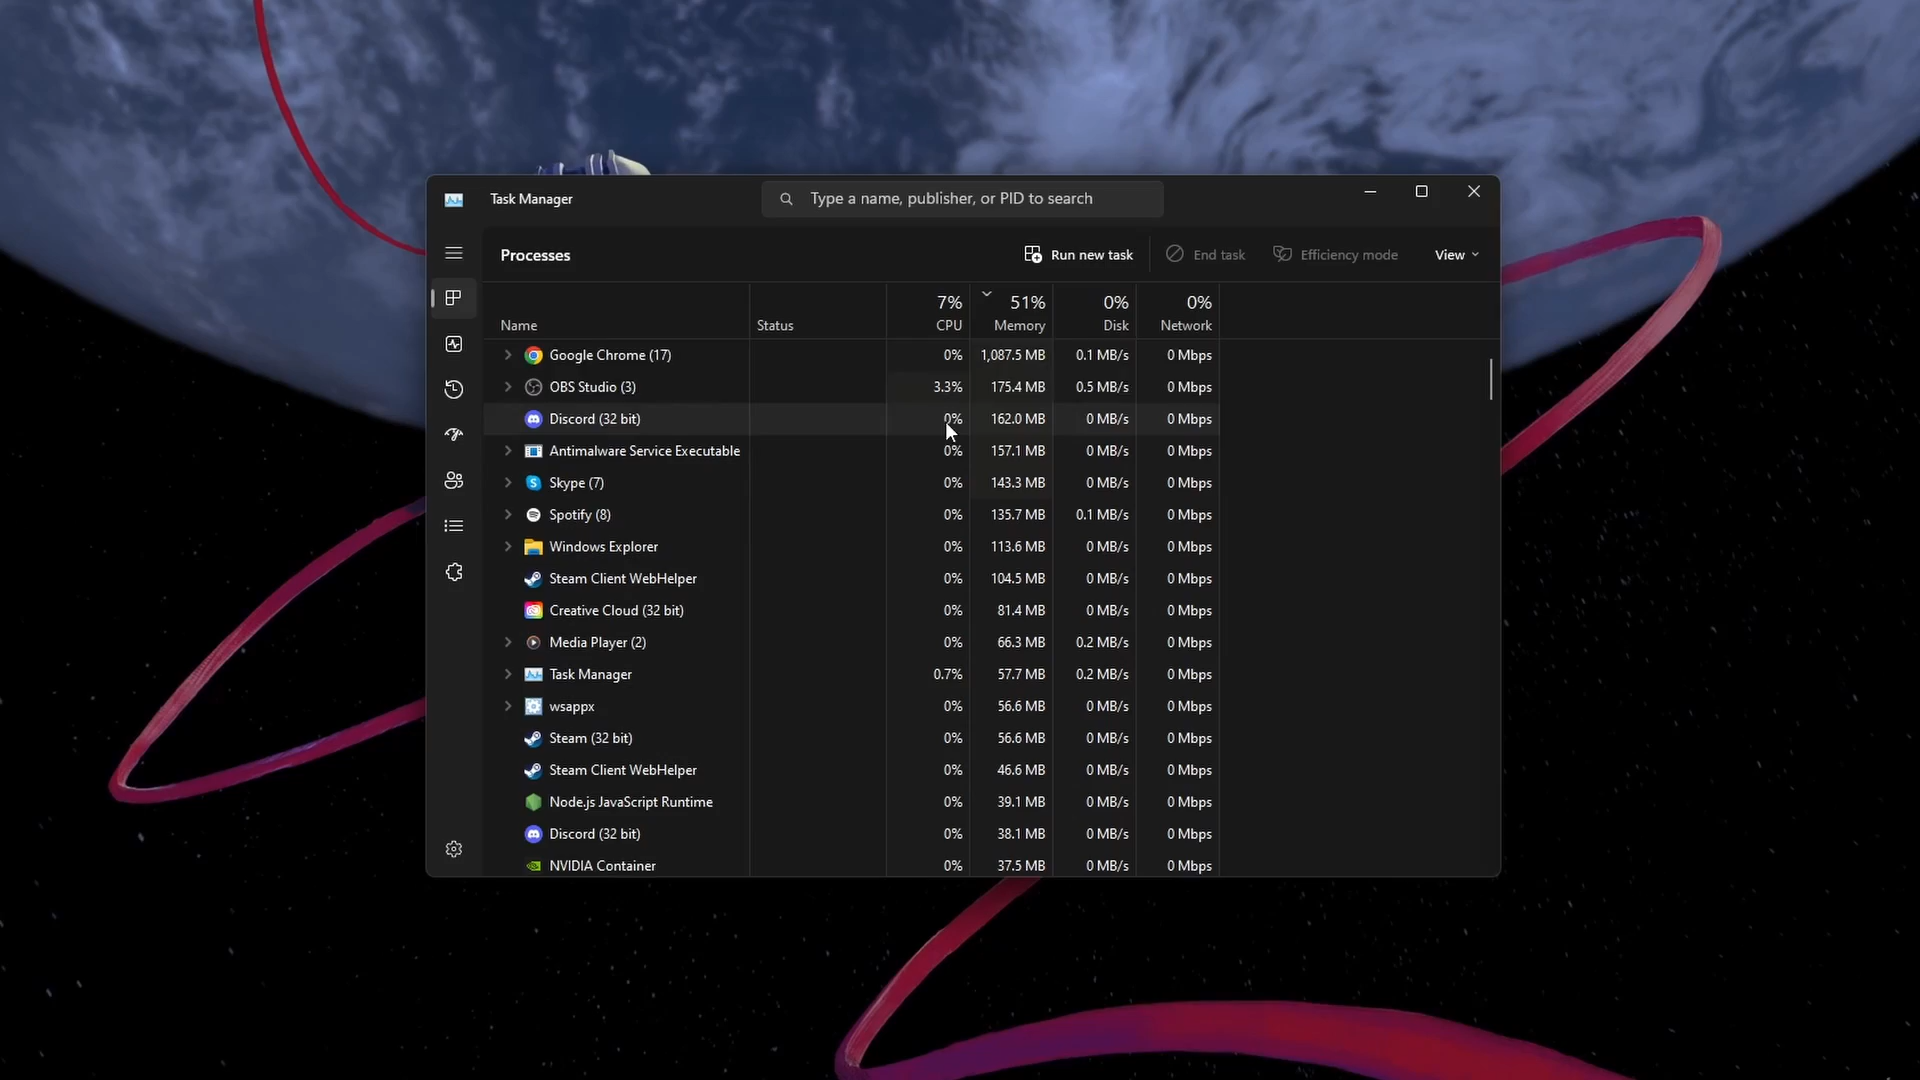 Task Manager
Type a name, publisher, or PID to search
Processes
Run new task
End task
Efficiency mode
View
7% 51% 0% 0%
Name Status CPU Memory Disk Network
Google Chrome (17) 0% 1,087.5 MB 0.1 MB/s 0 Mbps
OBS Studio (3) 3.3% 175.4 MB 0.5 MB/s 0 Mbps
Discord (32 bit) 0% 162.0 MB 0 MB/s 0 Mbps
Antimalware Service Executable 0% 157.1 MB 0 MB/s 0 Mbps
Skype (7) 0% 143.3 MB 0 MB/s 0 Mbps
Spotify (8) 0% 135.7 MB 0.1 MB/s 0 Mbps
Windows Explorer 0% 113.6 MB 0 MB/s 0 Mbps
Steam Client WebHelper 0% 104.5 MB 0 MB/s 0 Mbps
Creative Cloud (32 bit) 0% 81.4 MB 0 MB/s 0 Mbps
Media Player (2) 0% 66.3 MB 0.2 MB/s 0 Mbps
Task Manager 0.7% 57.7 MB 0.2 MB/s 0 Mbps
wsappx 0% 56.6 MB 0 MB/s 0 Mbps
Steam (32 bit) 0% 56.6 MB 0 MB/s 0 Mbps
Steam Client WebHelper 0% 46.6 MB 0 MB/s 0 Mbps
Node.js JavaScript Runtime 0% 39.1 MB 0 MB/s 0 Mbps
Discord (32 bit) 0% 38.1 MB 0 MB/s 0 Mbps
NVIDIA Container 0% 37.5 MB 0 MB/s 0 Mbps